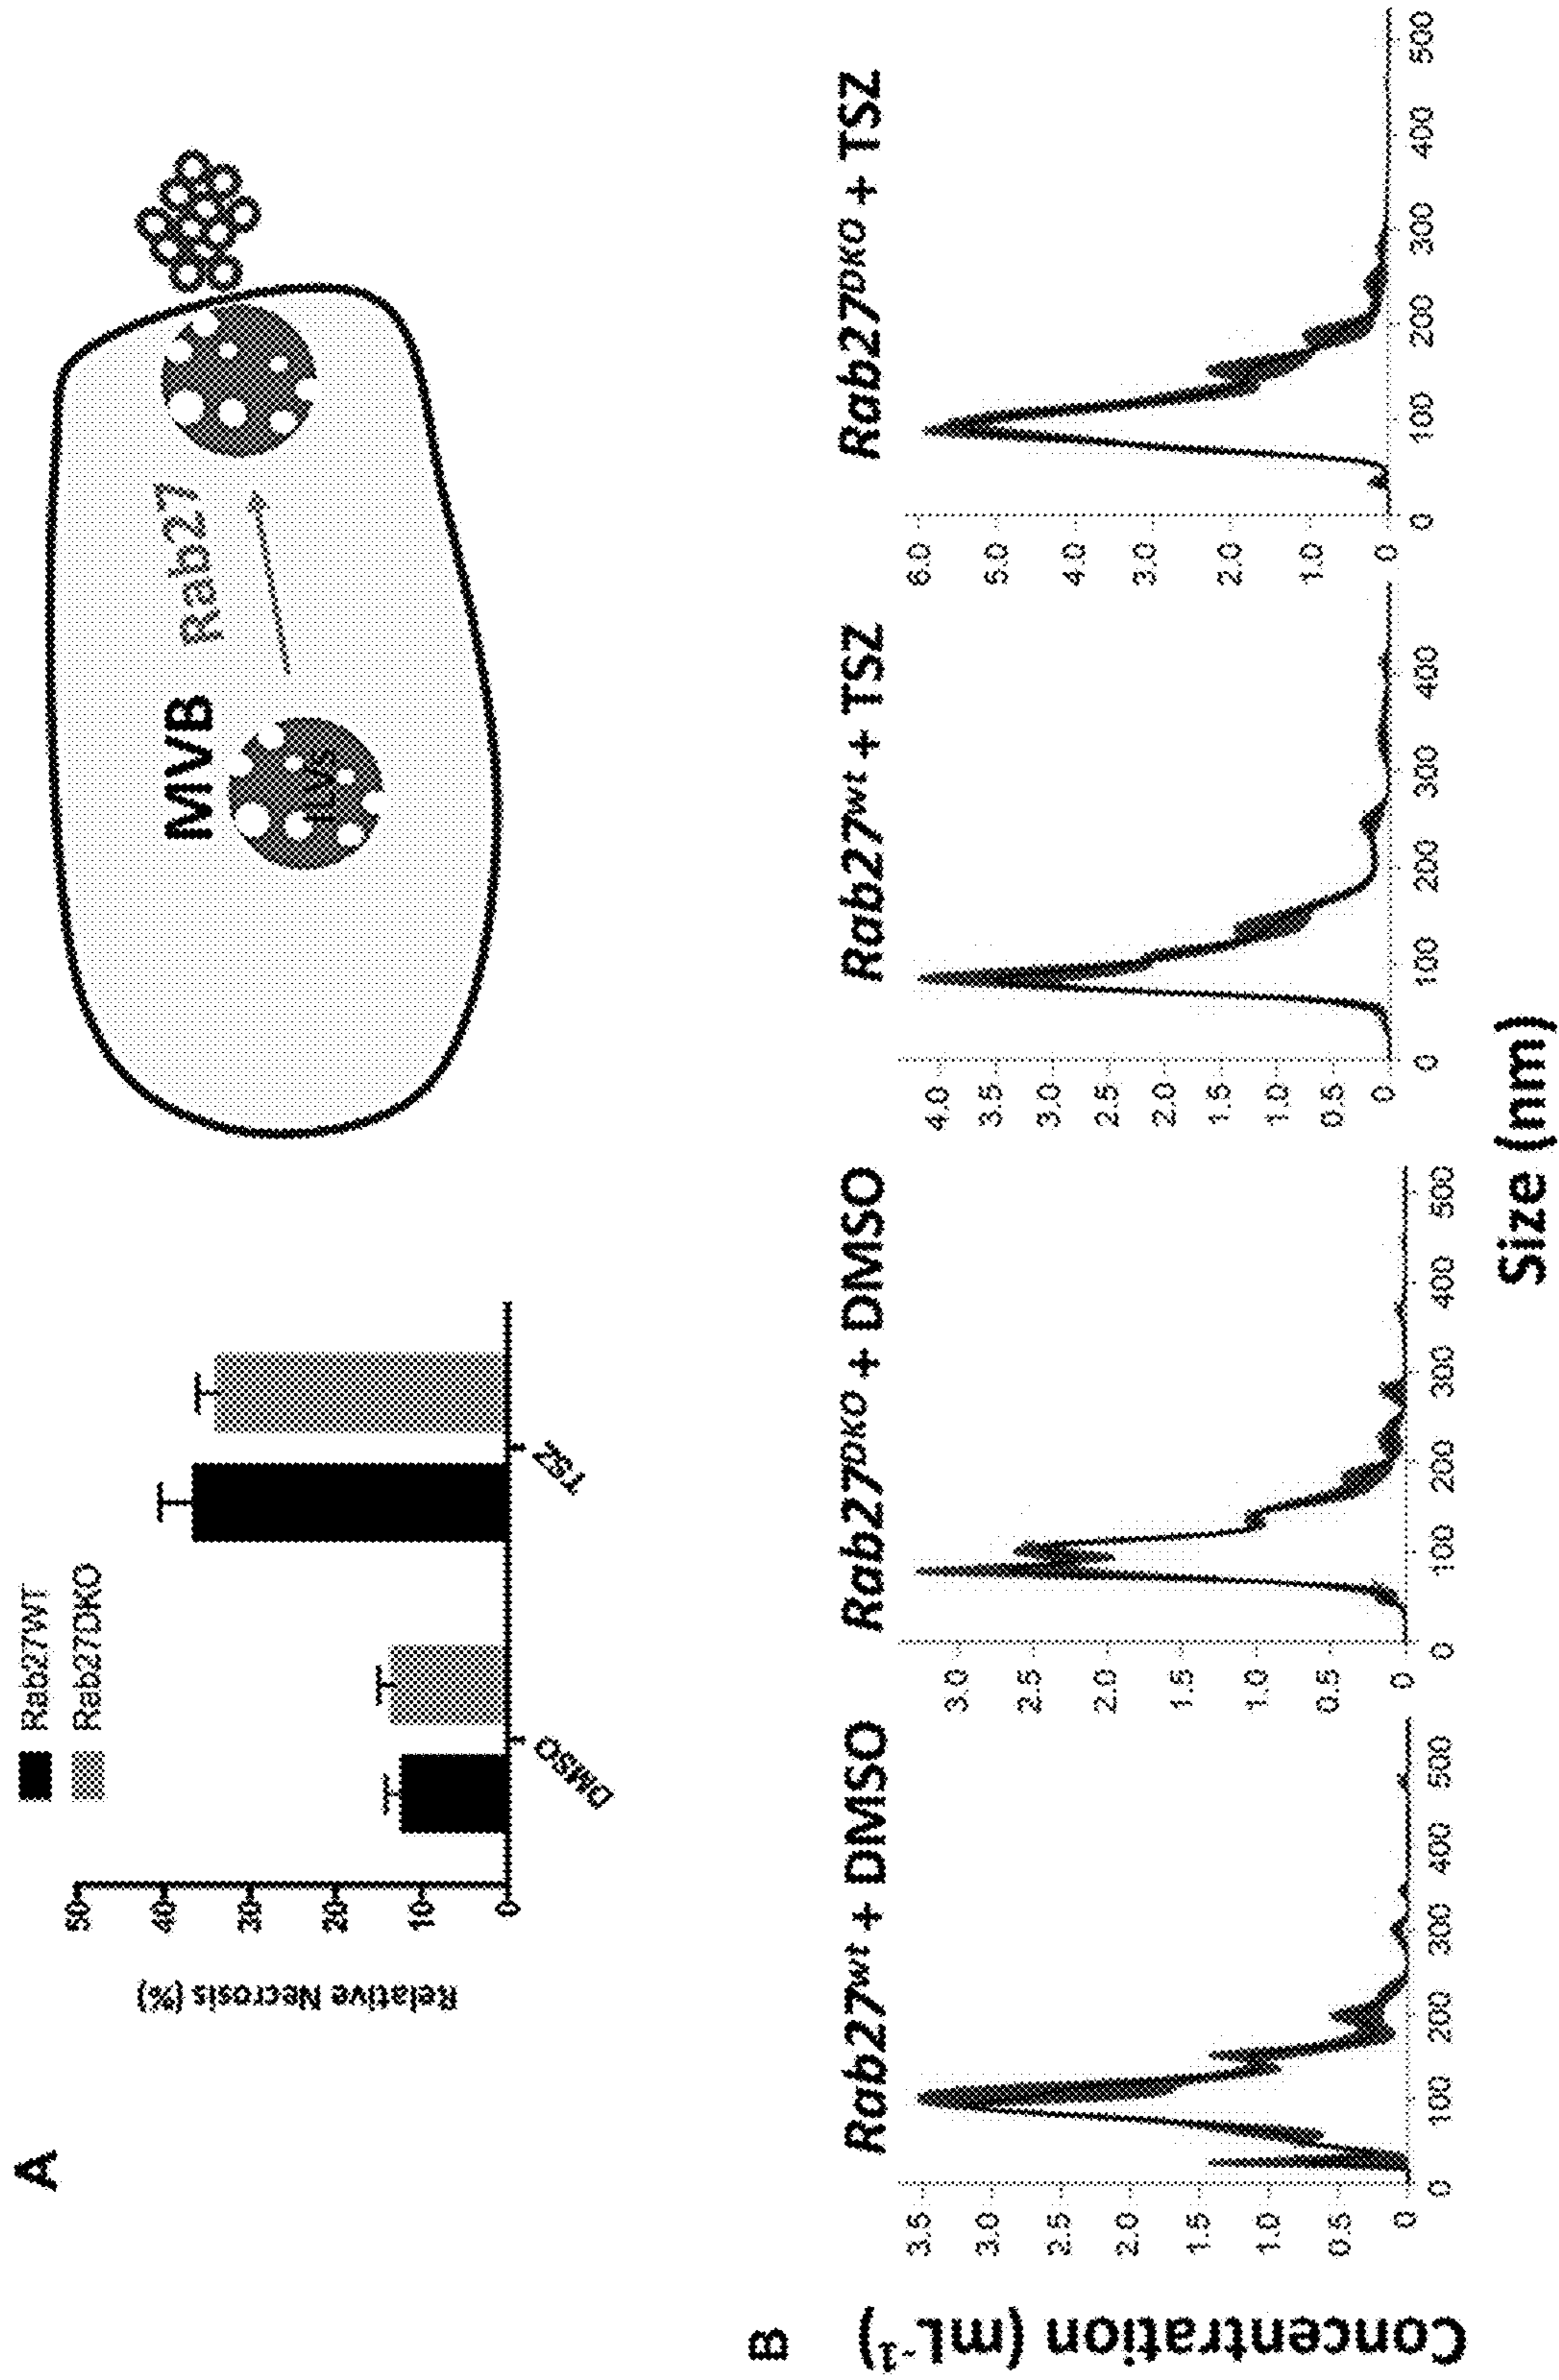 A
Rab27WT
Rab27DKO
Relative Necrosis (%)
50
40
30
20
10
0
DMSO
TSZ
MVB
Rab27
ILVs
B
Concentration (mL⁻¹)
Rab27ʷᵗ + DMSO
3.5
3.0
2.5
2.0
1.5
1.0
0.5
0
0 100 200 300 400 500
Rab27ᴰᴷᴼ + DMSO
3.0
2.5
2.0
1.5
1.0
0.5
0
0 100 200 300 400 500
Rab27ʷᵗ + TSZ
4.0
3.5
3.0
2.5
2.0
1.5
1.0
0.5
0
0 100 200 300 400
Rab27ᴰᴷᴼ + TSZ
6.0
5.0
4.0
3.0
2.0
1.0
0
0 100 200 300 400 500
Size (nm)